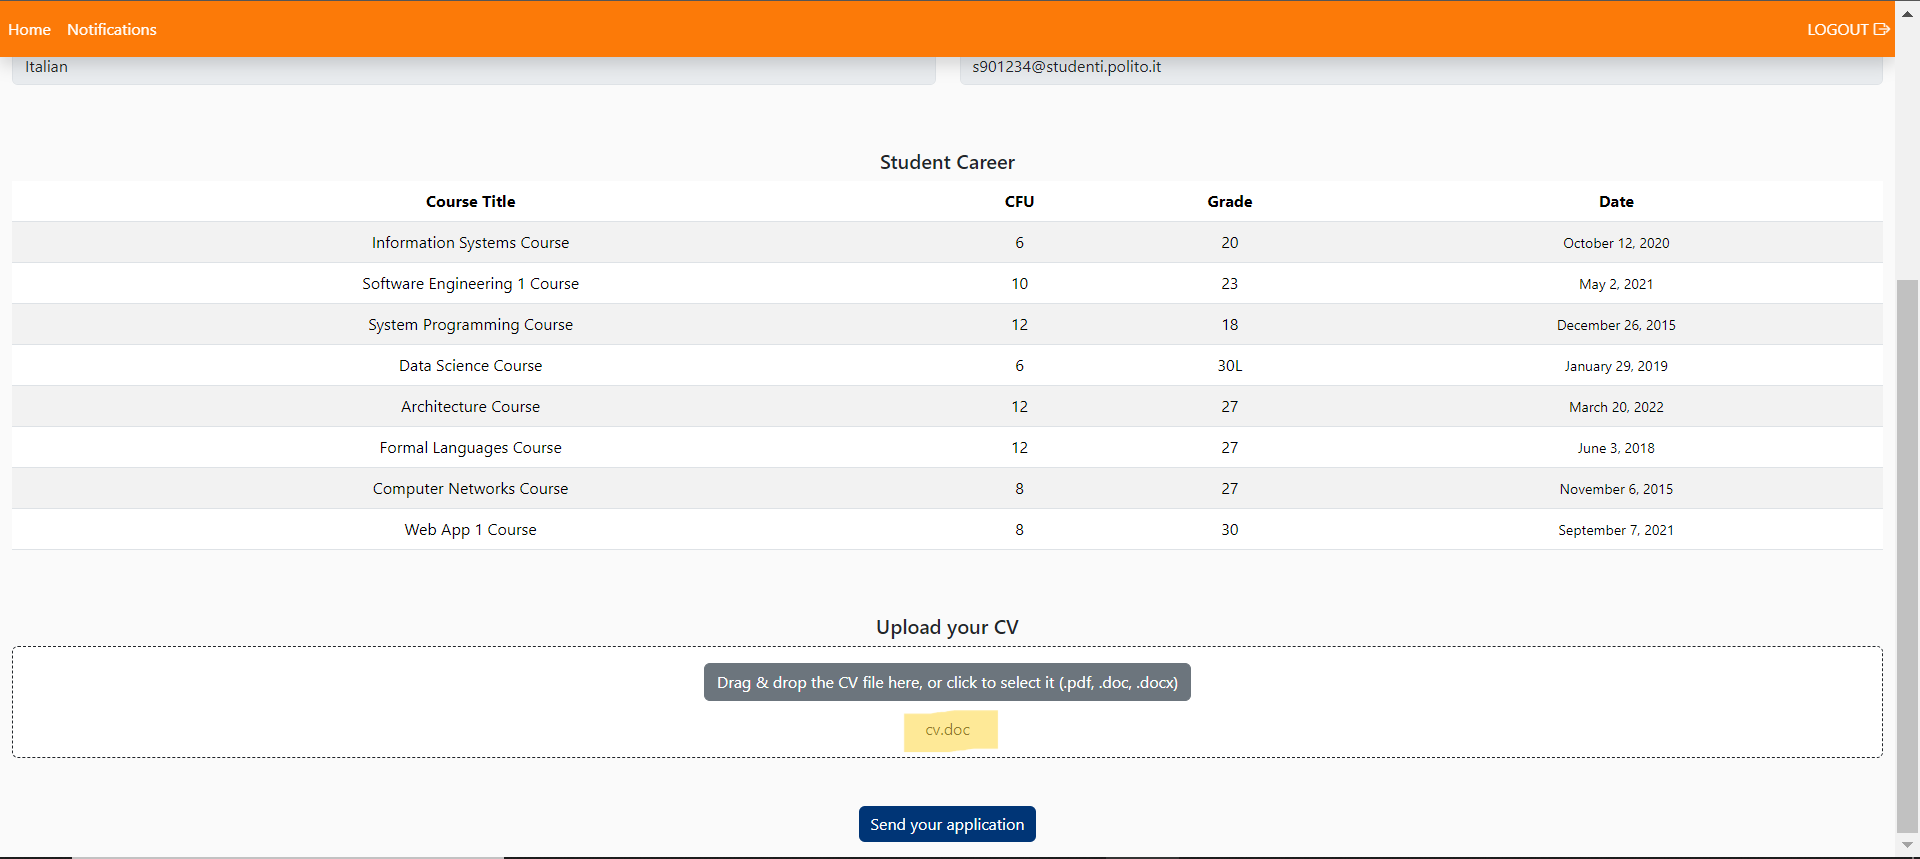 Home Notifications LOGOUT
Italian s901234@studenti.polito.it
Student Career
Course Title CFU Grade Date
Information Systems Course 6 20 October 12, 2020
Software Engineering 1 Course 10 23 May 2, 2021
System Programming Course 12 18 December 26, 2015
Data Science Course 6 30L January 29, 2019
Architecture Course 12 27 March 20, 2022
Formal Languages Course 12 27 June 3, 2018
Computer Networks Course 8 27 November 6, 2015
Web App 1 Course 8 30 September 7, 2021
Upload your CV
Drag & drop the CV file here, or click to select it (.pdf, .doc, .docx)
cv.doc
Send your application